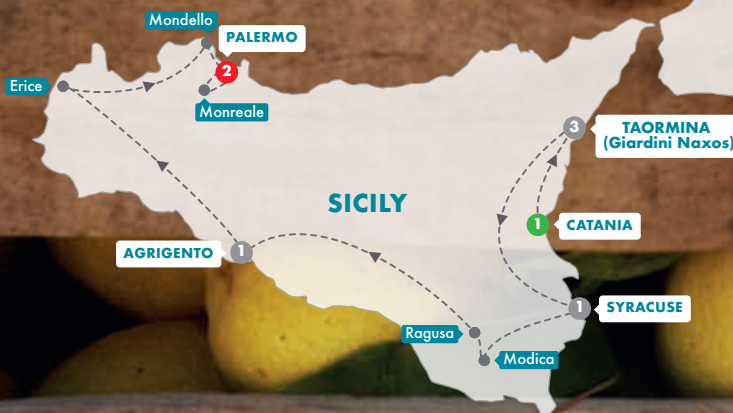 Mondello
PALERMO
2
Erice
Monreale
3
TAORMINA
(Giardini Naxos)
SICILY
1
CATANIA
AGRIGENTO
1
1
SYRACUSE
Ragusa
Modica